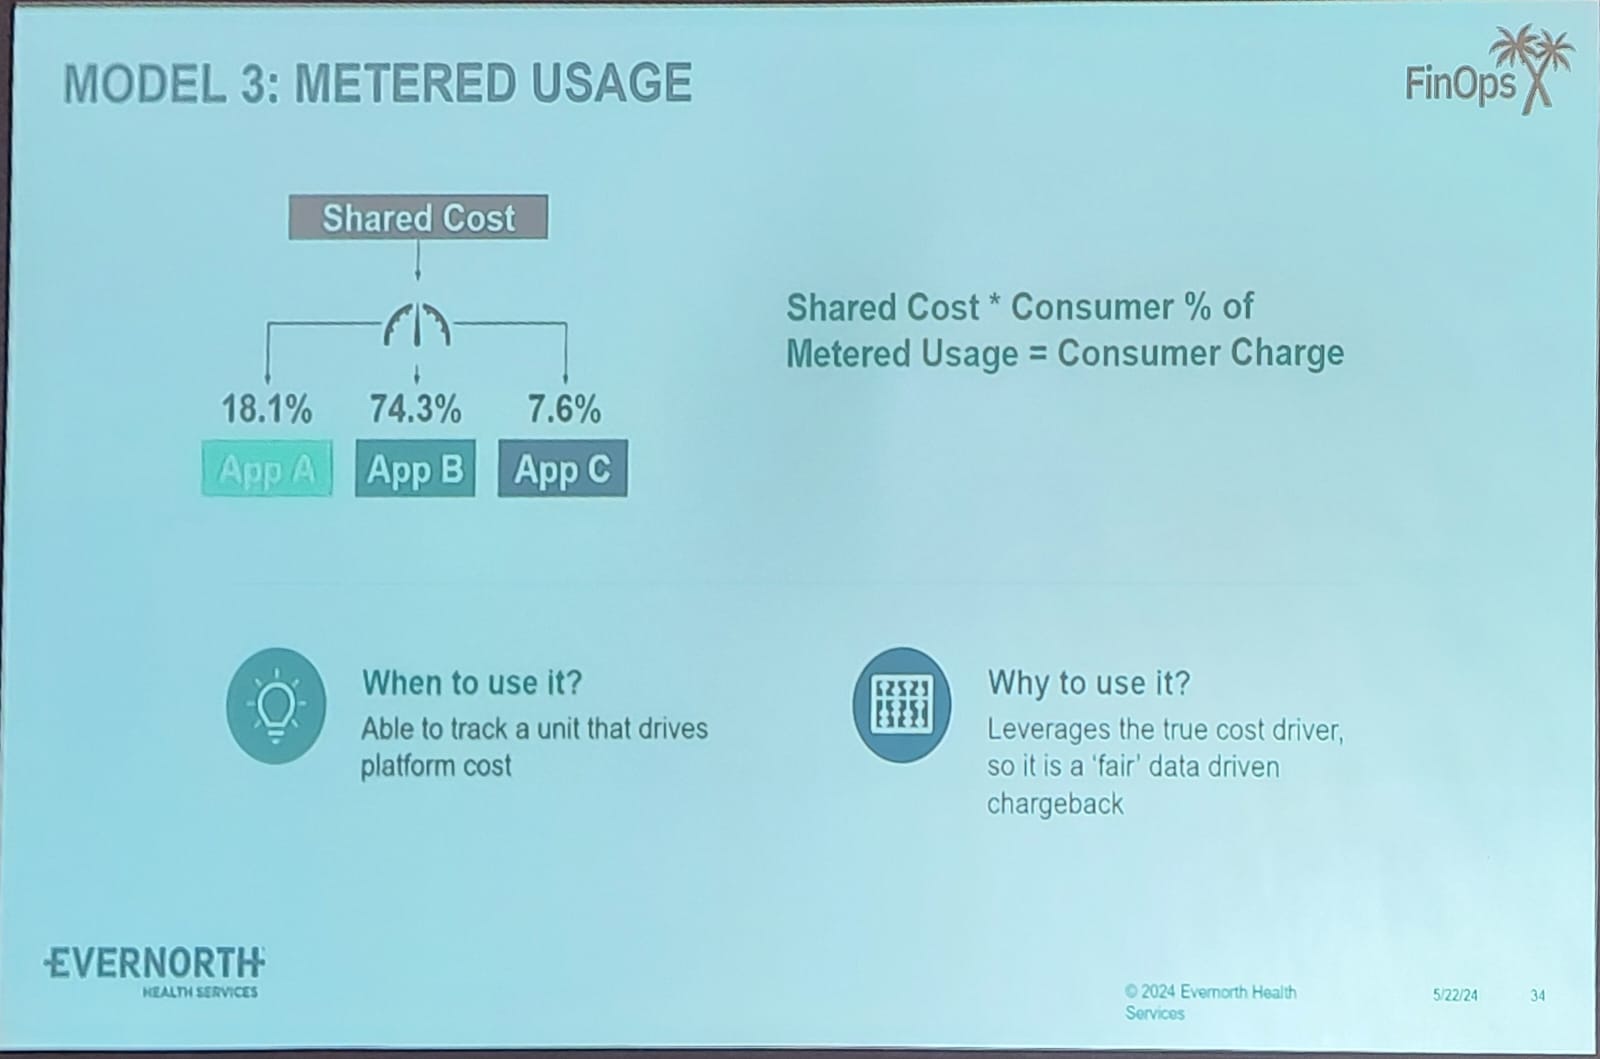 MODEL 3: METERED USAGE
FinOps X
Shared Cost
18.1% 74.3% 7.6%
App A App B App C
Shared Cost * Consumer % of
Metered Usage = Consumer Charge
When to use it?
Able to track a unit that drives
platform cost
Why to use it?
Leverages the true cost driver,
so it is a ‘fair’ data driven
chargeback
EVERNORTH
HEALTH SERVICES
© 2024 Evernorth Health
Services
5/22/24
34